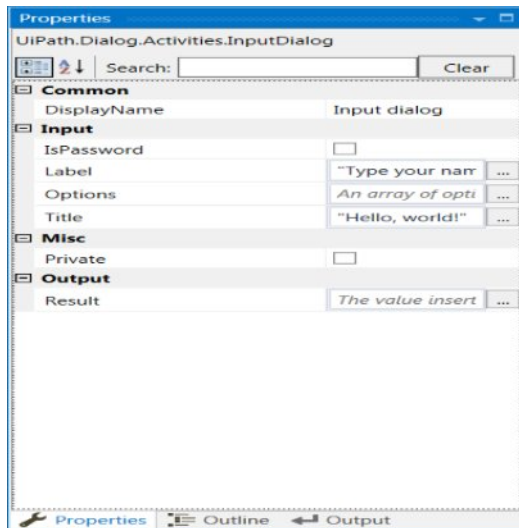 Properties
UiPath.Dialog.Activities.InputDialog
Search: Clear
Common
DisplayName Input dialog
Input
IsPassword
Label "Type your nam ...
Options An array of opti ...
Title "Hello, world!" ...
Misc
Private
Output
Result The value insert ...
Properties Outline Output